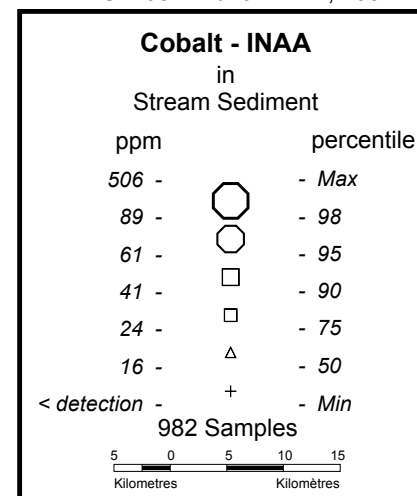 Cobalt - INAA
in
Stream Sediment
ppm percentile
506 - - Max
89 - - 98
61 - - 95
41 - - 90
24 - - 75
16 - - 50
< detection - - Min
982 Samples
5 0 5 10 15
Kilometres Kilomètres